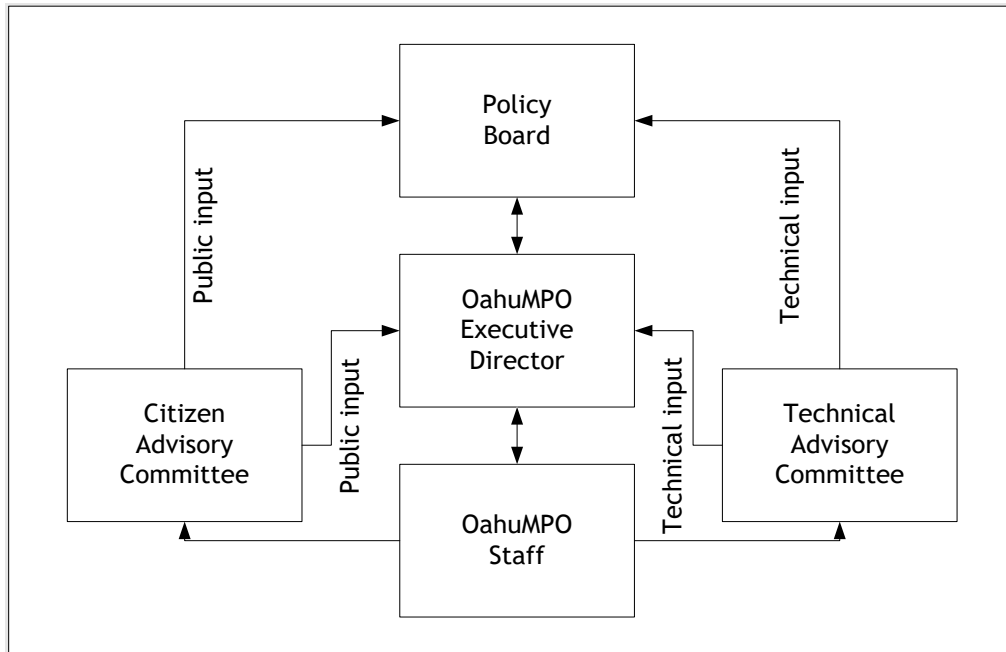 Policy
Board
Public input
Technical input
OahuMPO
Executive
Director
Public input
Technical input
Citizen
Advisory
Committee
Technical
Advisory
Committee
OahuMPO
Staff